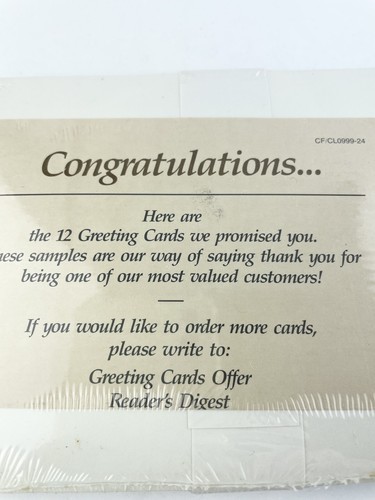 CF/CL0999-24
Congratulations...
Here are
the 12 Greeting Cards we promised you.
ese samples are our way of saying thank you for
being one of our most valued customers!
If you would like to order more cards,
please write to:
Greeting Cards Offer
Reader's Digest